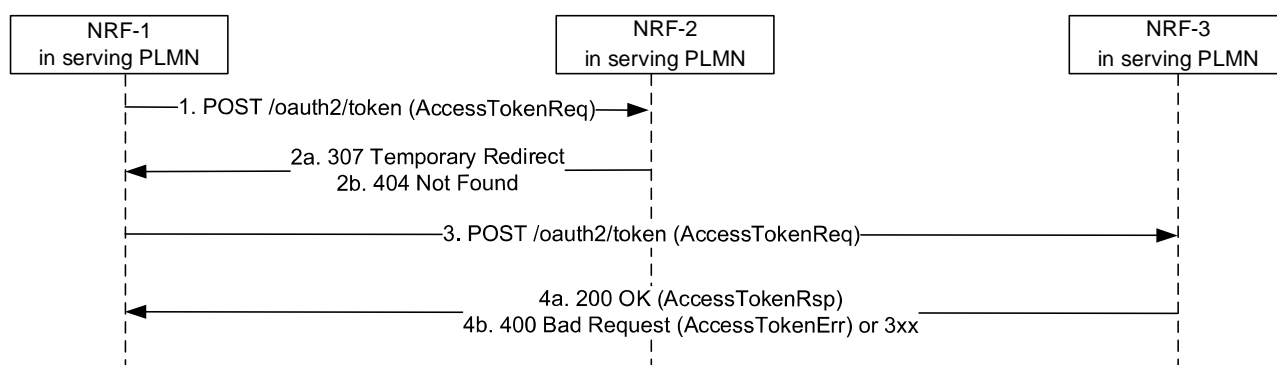 NRF-1
in serving PLMN
NRF-2
in serving PLMN
NRF-3
in serving PLMN
1. POST /oauth2/token (AccessTokenReq)
2a. 307 Temporary Redirect
2b. 404 Not Found
3. POST /oauth2/token (AccessTokenReq)
4a. 200 OK (AccessTokenRsp)
4b. 400 Bad Request (AccessTokenErr) or 3xx